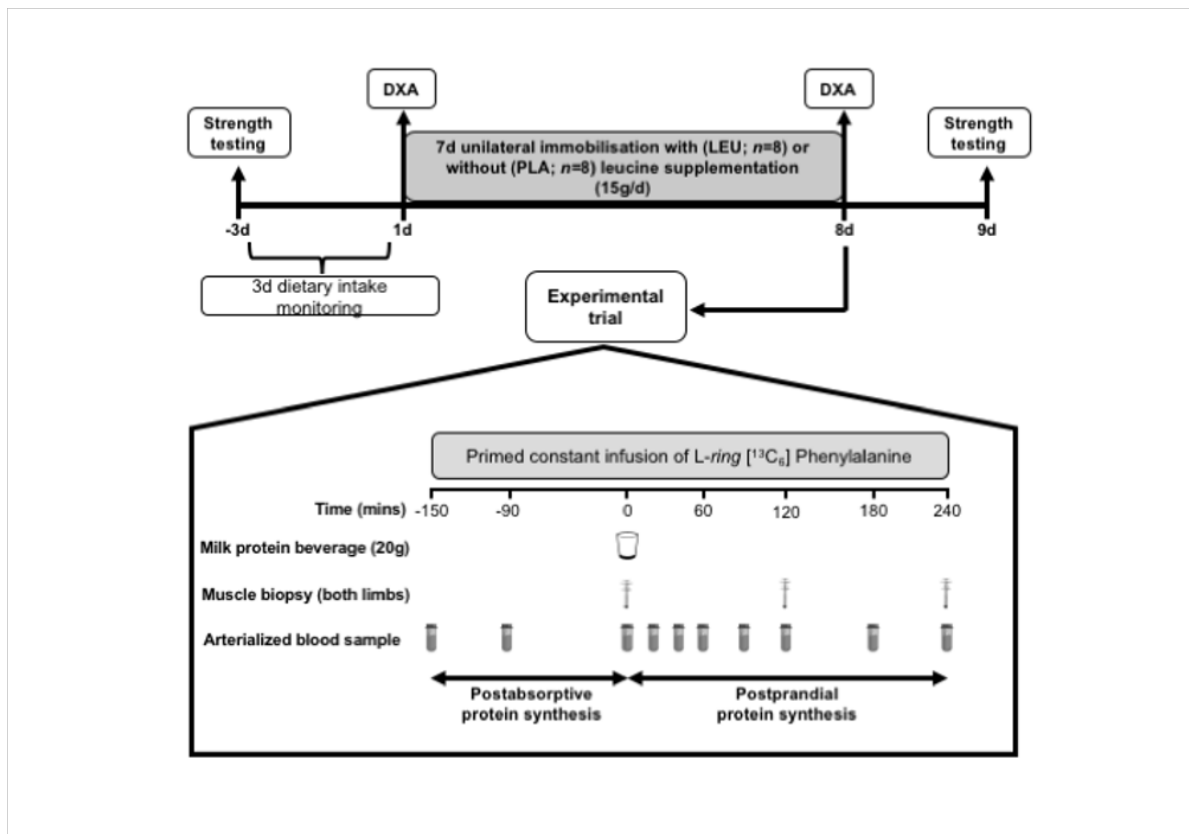 DXA
DXA
Strength
testing
7d unilateral immobilisation with (LEU; n=8) or
without (PLA; n=8) leucine supplementation
(15g/d)
Strength
testing
-3d
1d
8d
9d
3d dietary intake
monitoring
Experimental
trial
Primed constant infusion of L-ring [¹³C₆] Phenylalanine
Time (mins) -150 -90 0 60 120 180 240
Milk protein beverage (20g)
Muscle biopsy (both limbs)
Arterialized blood sample
Postabsorptive
protein synthesis
Postprandial
protein synthesis